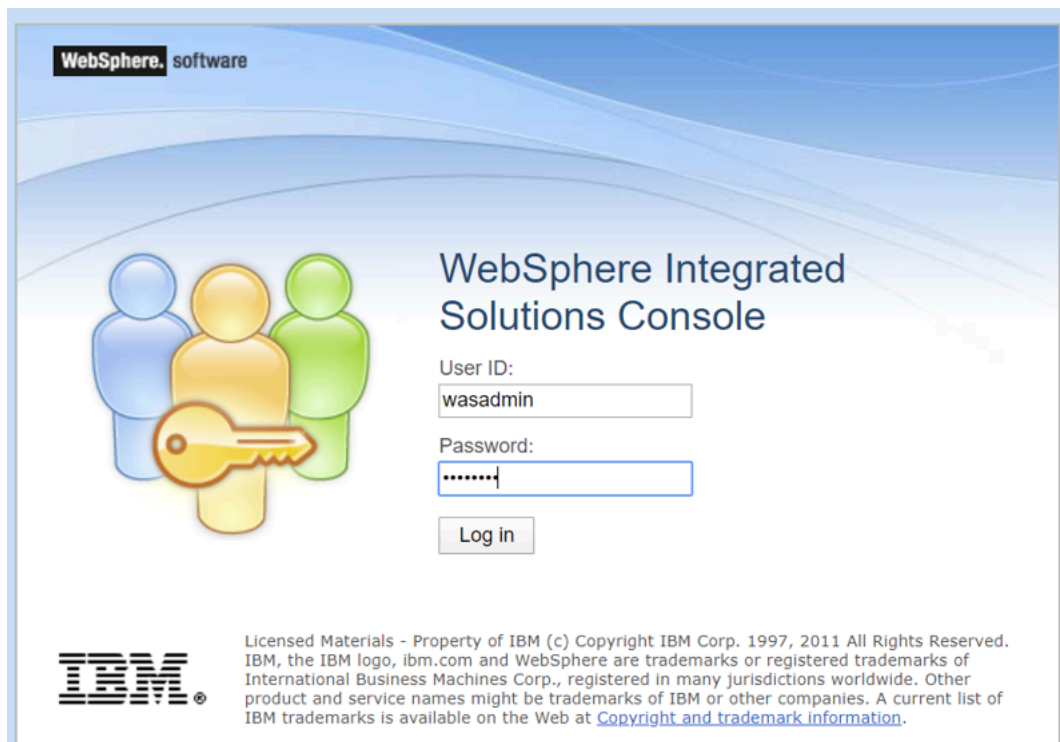 WebSphere. software
WebSphere Integrated
Solutions Console
User ID:
wasadmin
Password:
••••••••
Log in
IBM®
Licensed Materials - Property of IBM (c) Copyright IBM Corp. 1997, 2011 All Rights Reserved.
IBM, the IBM logo, ibm.com and WebSphere are trademarks or registered trademarks of
International Business Machines Corp., registered in many jurisdictions worldwide. Other
product and service names might be trademarks of IBM or other companies. A current list of
IBM trademarks is available on the Web at Copyright and trademark information.